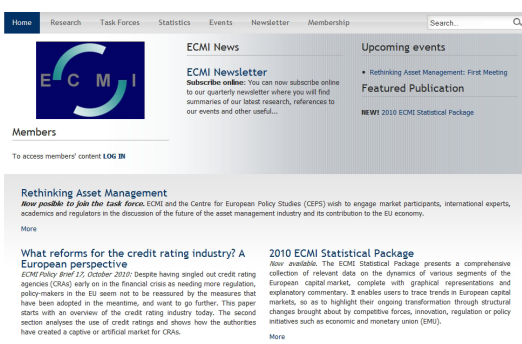 Home Research Task Forces Statistics Events Newsletter Membership Search...
E C M I
Members
To access members' content LOG IN
ECMI News
ECMI Newsletter
Subscribe online: You can now subscribe online
to our quarterly newsletter where you will find
summaries of our latest research, references to
our events and other useful...
Upcoming events
• Rethinking Asset Management: First Meeting
Featured Publication
NEW! 2010 ECMI Statistical Package
Rethinking Asset Management
Now posible to join the task force. ECMI and the Centre for European Policy Studies (CEPS) wish to engage market participants, international experts,
academics and regulators in the discussion of the future of the asset management industry and its contribution to the EU economy.
More
What reforms for the credit rating industry? A
European perspective
ECMI Policy Brief 17, October 2010: Despite having singled out credit rating
agencies (CRAs) early on in the financial crisis as needing more regulation,
policy-makers in the EU seem not to be reassured by the measures that
have been adopted in the meantime, and want to go further. This paper
starts with an overview of the credit rating industry today. The second
section analyses the use of credit ratings and shows how the authorities
have created a captive or artificial market for CRAs.
2010 ECMI Statistical Package
Now available. The ECMI Statistical Package presents a comprehensive
collection of relevant data on the dynamics of various segments of the
European capital market, complete with graphical representations and
explanatory commentary. It enables users to trace trends in European capital
markets, so as to highlight their ongoing transformation through structural
changes brought about by competitive forces, innovation, regulation or policy
initiatives such as economic and monetary union (EMU).
More